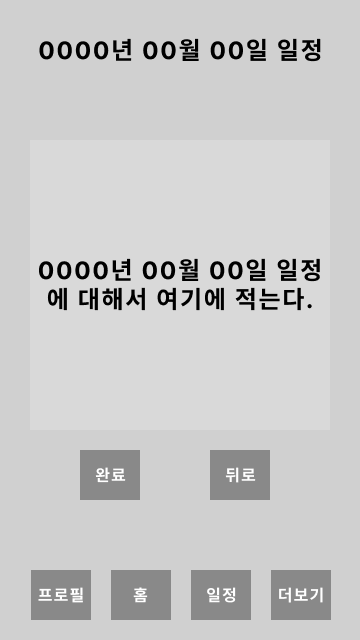 0000년 00월 00일 일정
0000년 00월 00일 일정
에 대해서 여기에 적는다.
완료 뒤로
프로필 홈 일정 더보기